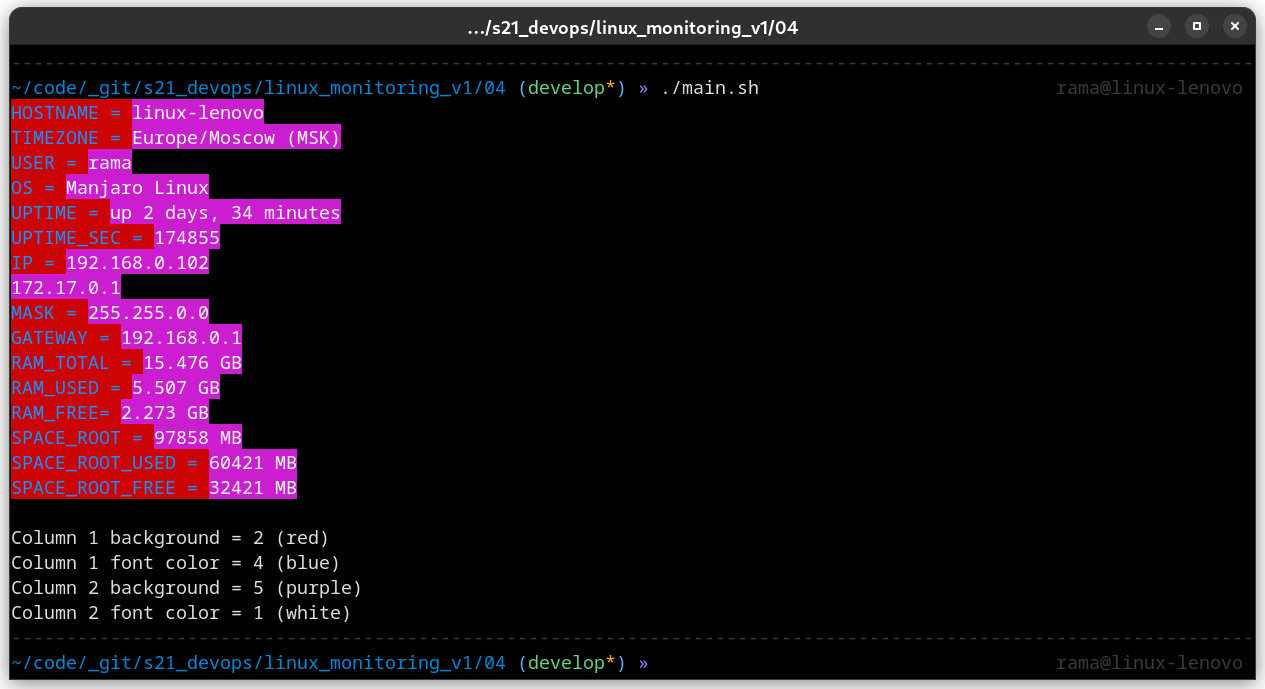 .../s21_devops/linux_monitoring_v1/04
~/code/_git/s21_devops/linux_monitoring_v1/04 (develop*) » ./main.sh rama@linux-lenovo
HOSTNAME = linux-lenovo
TIMEZONE = Europe/Moscow (MSK)
USER = rama
OS = Manjaro Linux
UPTIME = up 2 days, 34 minutes
UPTIME_SEC = 174855
IP = 192.168.0.102
172.17.0.1
MASK = 255.255.0.0
GATEWAY = 192.168.0.1
RAM_TOTAL = 15.476 GB
RAM_USED = 5.507 GB
RAM_FREE= 2.273 GB
SPACE_ROOT = 97858 MB
SPACE_ROOT_USED = 60421 MB
SPACE_ROOT_FREE = 32421 MB
Column 1 background = 2 (red)
Column 1 font color = 4 (blue)
Column 2 background = 5 (purple)
Column 2 font color = 1 (white)
~/code/_git/s21_devops/linux_monitoring_v1/04 (develop*) » rama@linux-lenovo